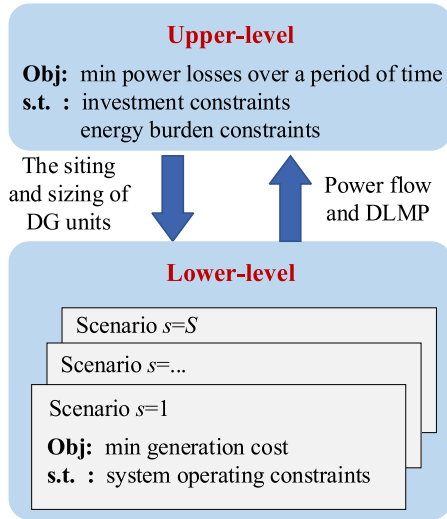 Upper-level
Obj: min power losses over a period of time
s.t. : investment constraints
energy burden constraints
The siting
and sizing of
DG units
Power flow
and DLMP
Lower-level
Scenario s=S
Scenario s=...
Scenario s=1
Obj: min generation cost
s.t. : system operating constraints